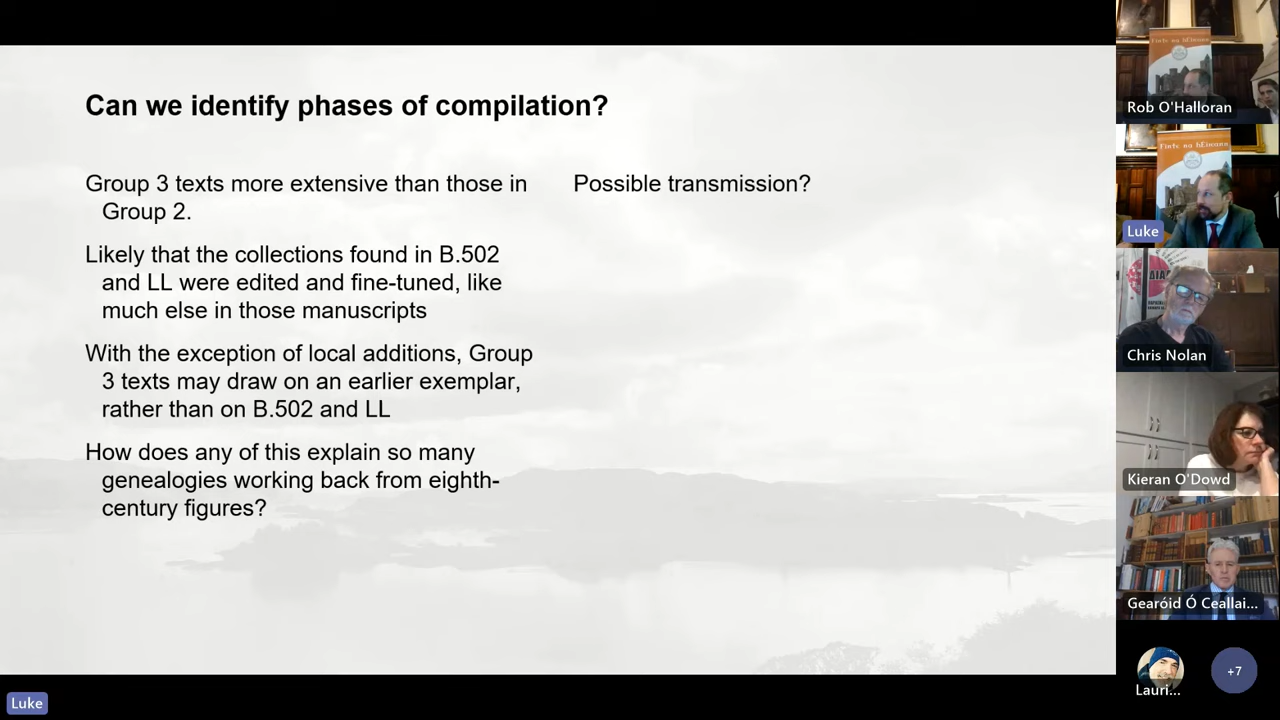 Can we identify phases of compilation?
Group 3 texts more extensive than those in
Group 2.
Likely that the collections found in B.502
and LL were edited and fine-tuned, like
much else in those manuscripts
With the exception of local additions, Group
3 texts may draw on an earlier exemplar,
rather than on B.502 and LL
How does any of this explain so many
genealogies working back from eighth-
century figures?
Possible transmission?
Rob O'Halloran
Luke
Chris Nolan
Kieran O'Dowd
Gearóid Ó Ceallai...
Lauri...
+7
Luke